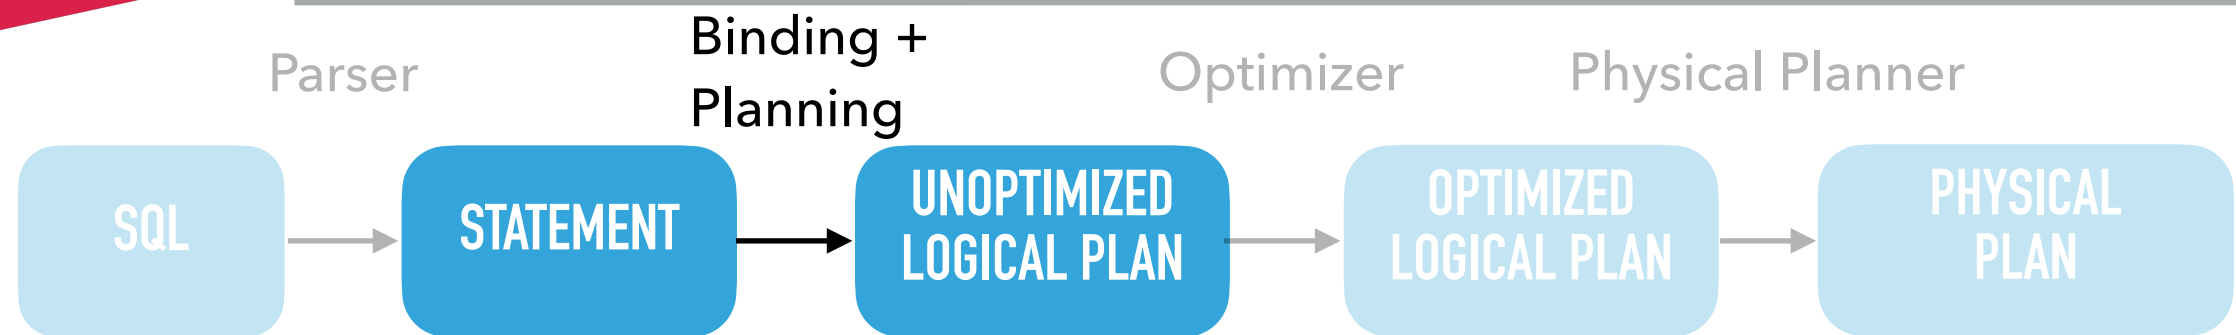 Parser
Binding +
Planning
Optimizer
Physical Planner
SQL
STATEMENT
UNOPTIMIZED
LOGICAL PLAN
OPTIMIZED
LOGICAL PLAN
PHYSICAL
PLAN